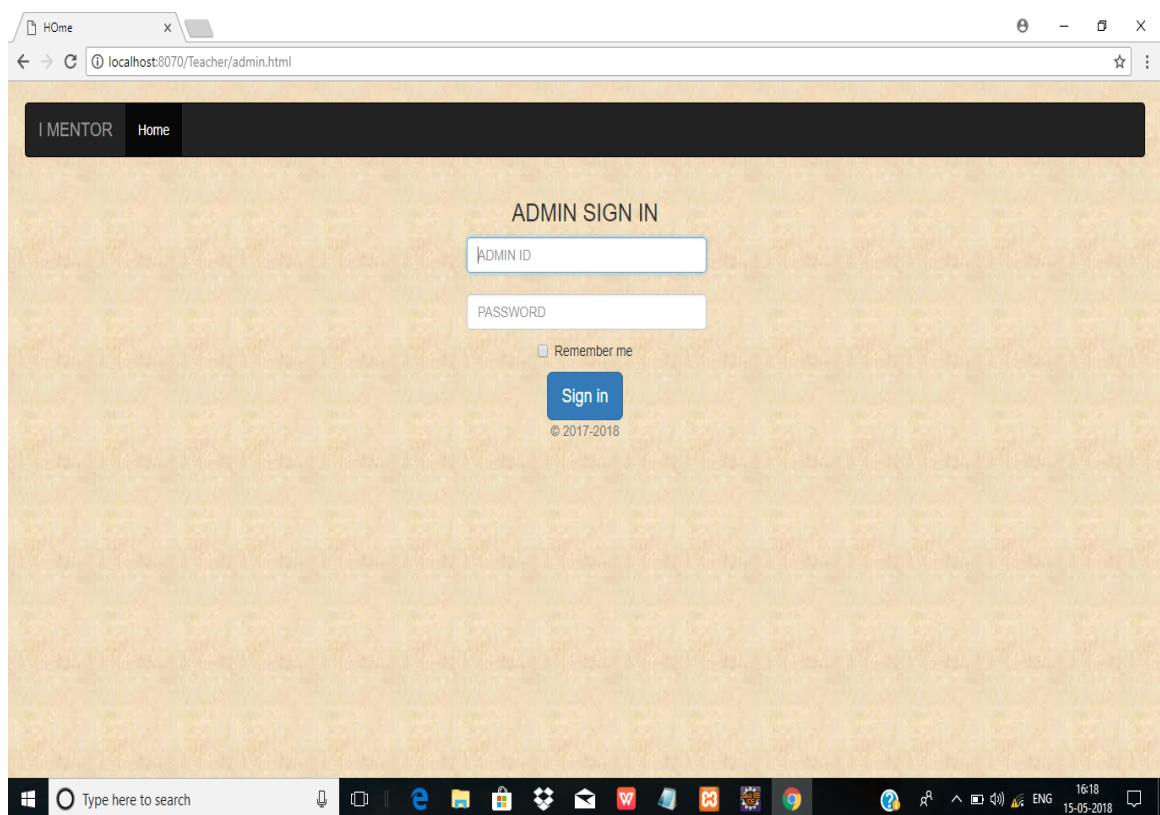 HOme
localhost:8070/Teacher/admin.html
I MENTOR Home
ADMIN SIGN IN
ADMIN ID
PASSWORD
Remember me
Sign in
© 2017-2018
Type here to search
ENG
16:18
15-05-2018